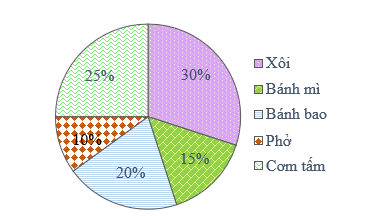 25%
30%
15%
20%
10%
Xôi
Bánh mì
Bánh bao
Phở
Cơm tấm